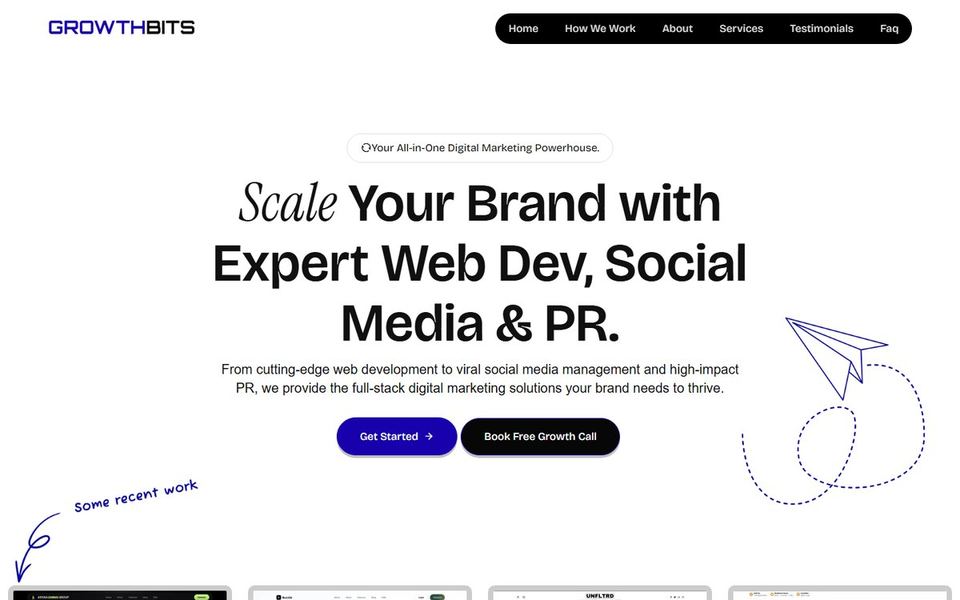 GROWTHBITS
Home How We Work About Services Testimonials Faq
Your All-in-One Digital Marketing Powerhouse.
Scale Your Brand with
Expert Web Dev, Social
Media & PR.
From cutting-edge web development to viral social media management and high-impact
PR, we provide the full-stack digital marketing solutions your brand needs to thrive.
Get Started → Book Free Growth Call
Some recent work
UNFLTRD